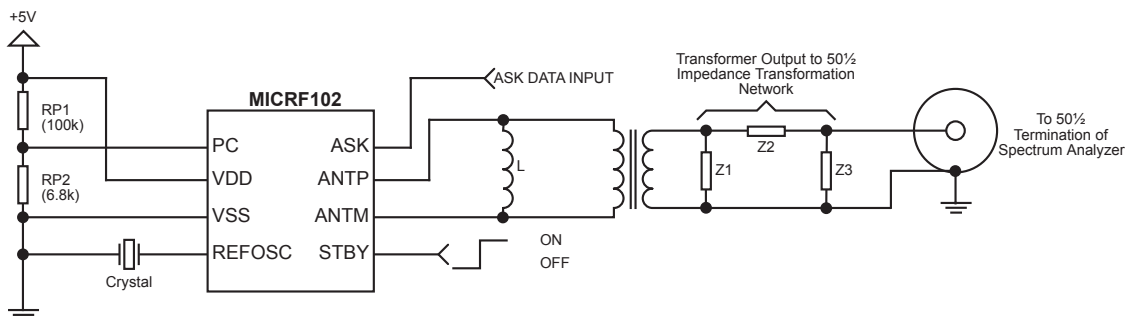 +5V
RP1
(100k)
RP2
(6.8k)
Crystal
MICRF102
PC
VDD
VSS
REFOSC
ASK
ANTP
ANTM
STBY
ASK DATA INPUT
L
ON
OFF
Transformer Output to 50½
Impedance Transformation
Network
Z1
Z2
Z3
To 50½
Termination of
Spectrum Analyzer